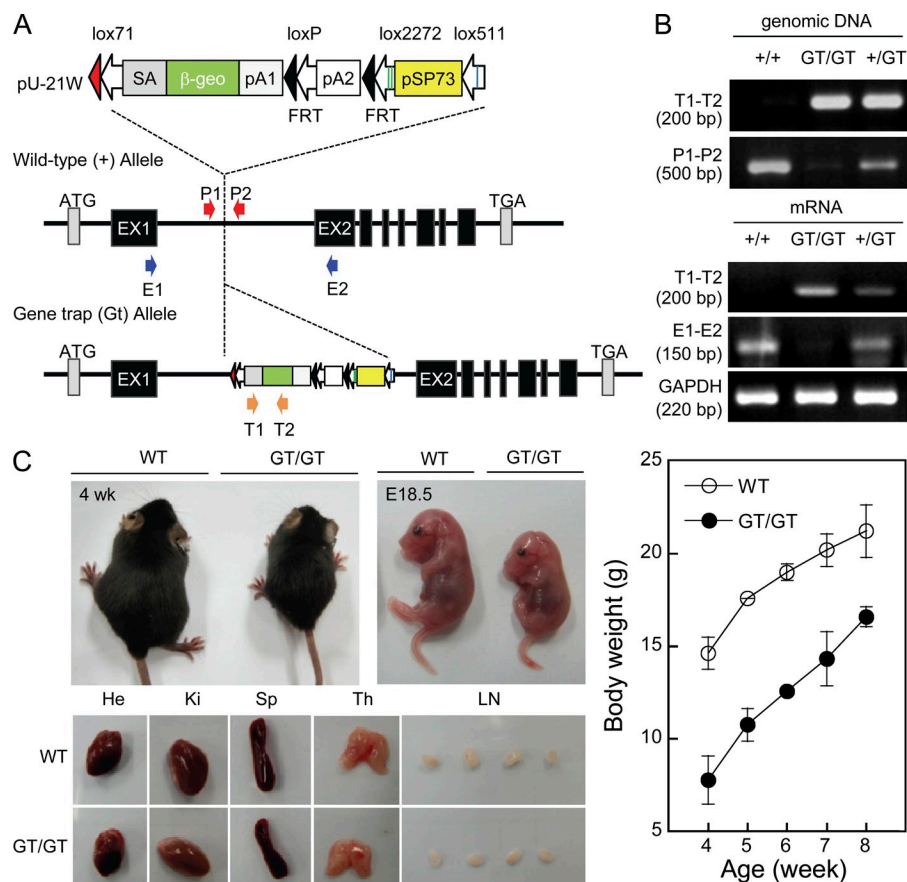 A
lox71
loxP
lox2272 lox511
pU-21W
SA
β-geo
pA1
pA2
pSP73
FRT
FRT
Wild-type (+) Allele
ATG
P1 P2
TGA
EX1
EX2
E1
E2
Gene trap (Gt) Allele
ATG
TGA
EX1
EX2
T1 T2
B
genomic DNA
+/+ GT/GT +/GT
T1-T2
(200 bp)
P1-P2
(500 bp)
mRNA
+/+ GT/GT +/GT
T1-T2
(200 bp)
E1-E2
(150 bp)
GAPDH
(220 bp)
C
WT GT/GT
4 wk
WT GT/GT
E18.5
He Ki Sp Th LN
WT
GT/GT
25
20
15
10
5
Body weight (g)
WT
GT/GT
4 5 6 7 8
Age (week)